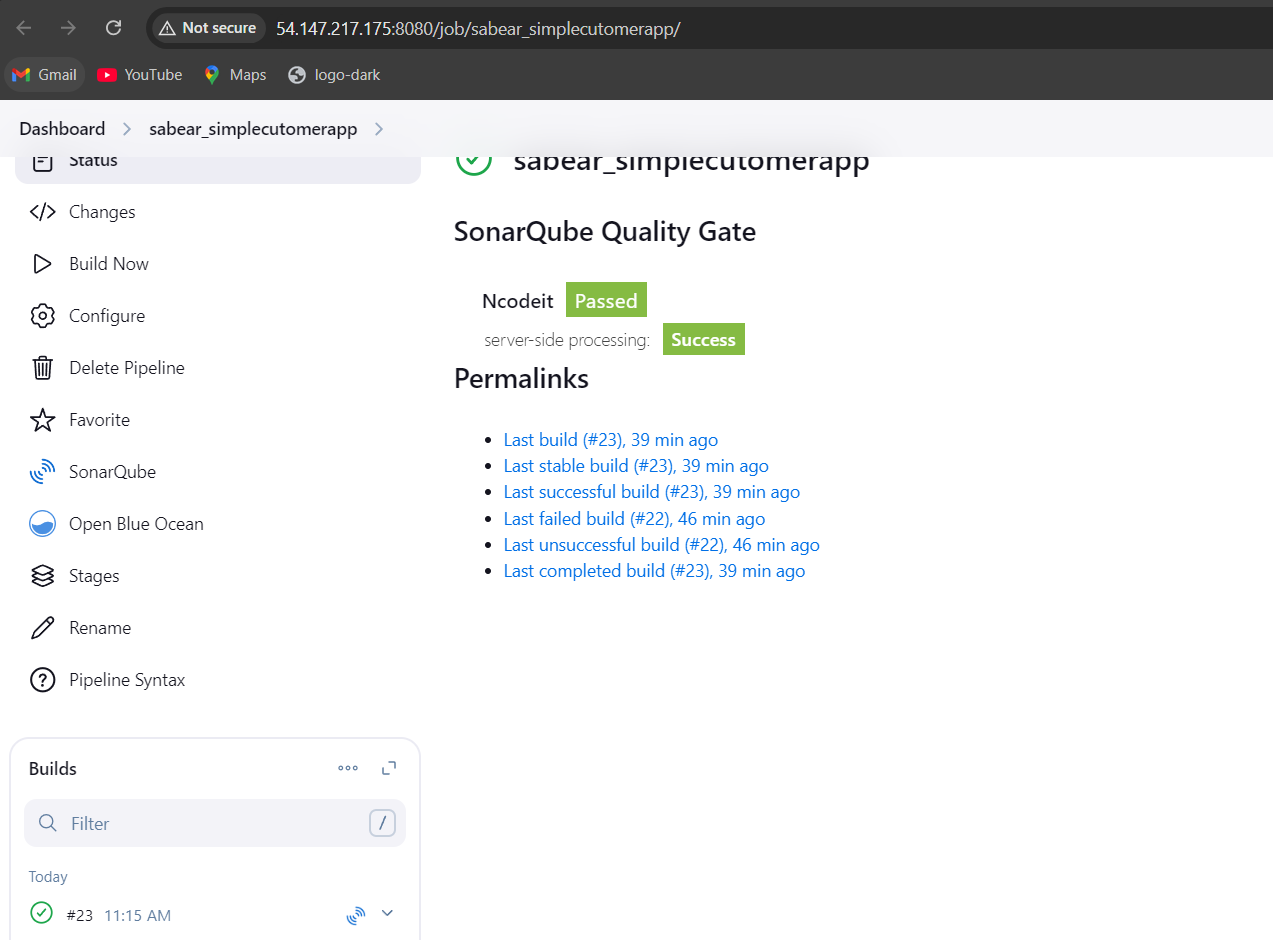 Not secure 54.147.217.175:8080/job/sabear_simplecutomerapp/
Gmail YouTube Maps logo-dark
Dashboard sabear_simplecutomerapp
Status
sabear_simplecutomerapp
Changes
Build Now
Configure
Delete Pipeline
Favorite
SonarQube
Open Blue Ocean
Stages
Rename
Pipeline Syntax
SonarQube Quality Gate
Ncodeit Passed
server-side processing: Success
Permalinks
Last build (#23), 39 min ago
Last stable build (#23), 39 min ago
Last successful build (#23), 39 min ago
Last failed build (#22), 46 min ago
Last unsuccessful build (#22), 46 min ago
Last completed build (#23), 39 min ago
Builds
Filter /
Today
#23 11:15 AM